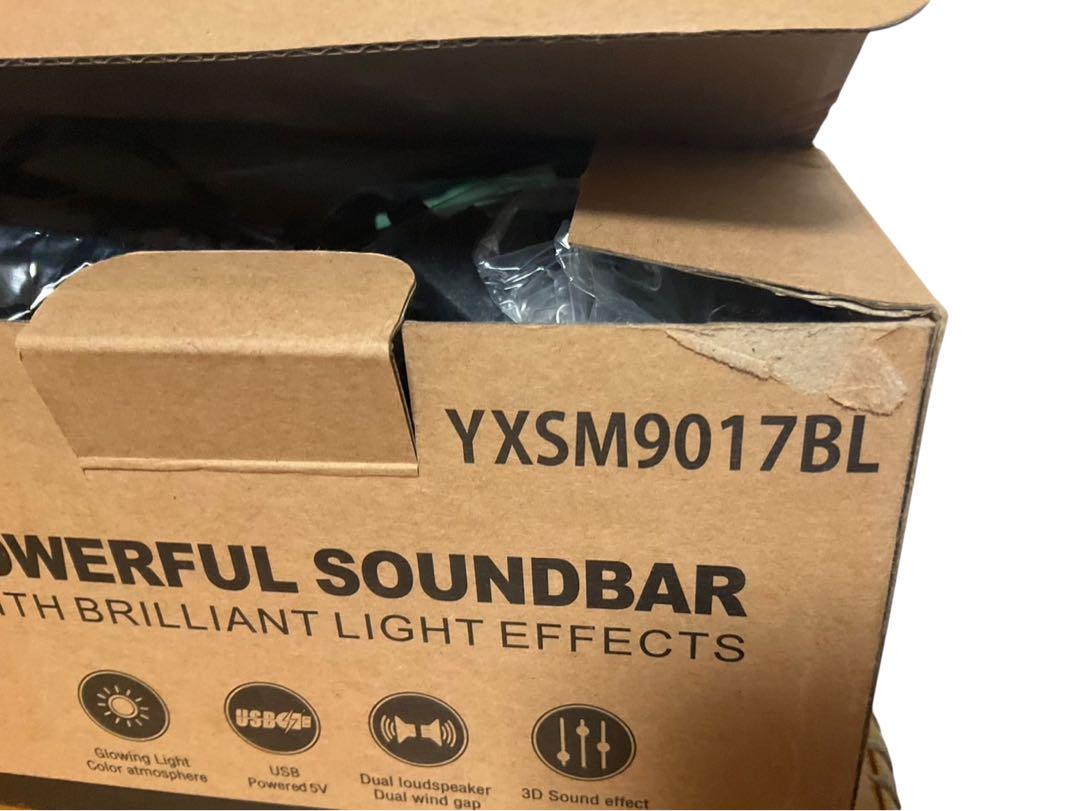 YXSM9017BL
OWERFUL SOUNDBAR
ITH BRILLIANT LIGHT EFFECTS
USB
Glowing Light
Color atmosphere
USB
Powered 5V
Dual loudspeaker
Dual wind gap
3D Sound effect